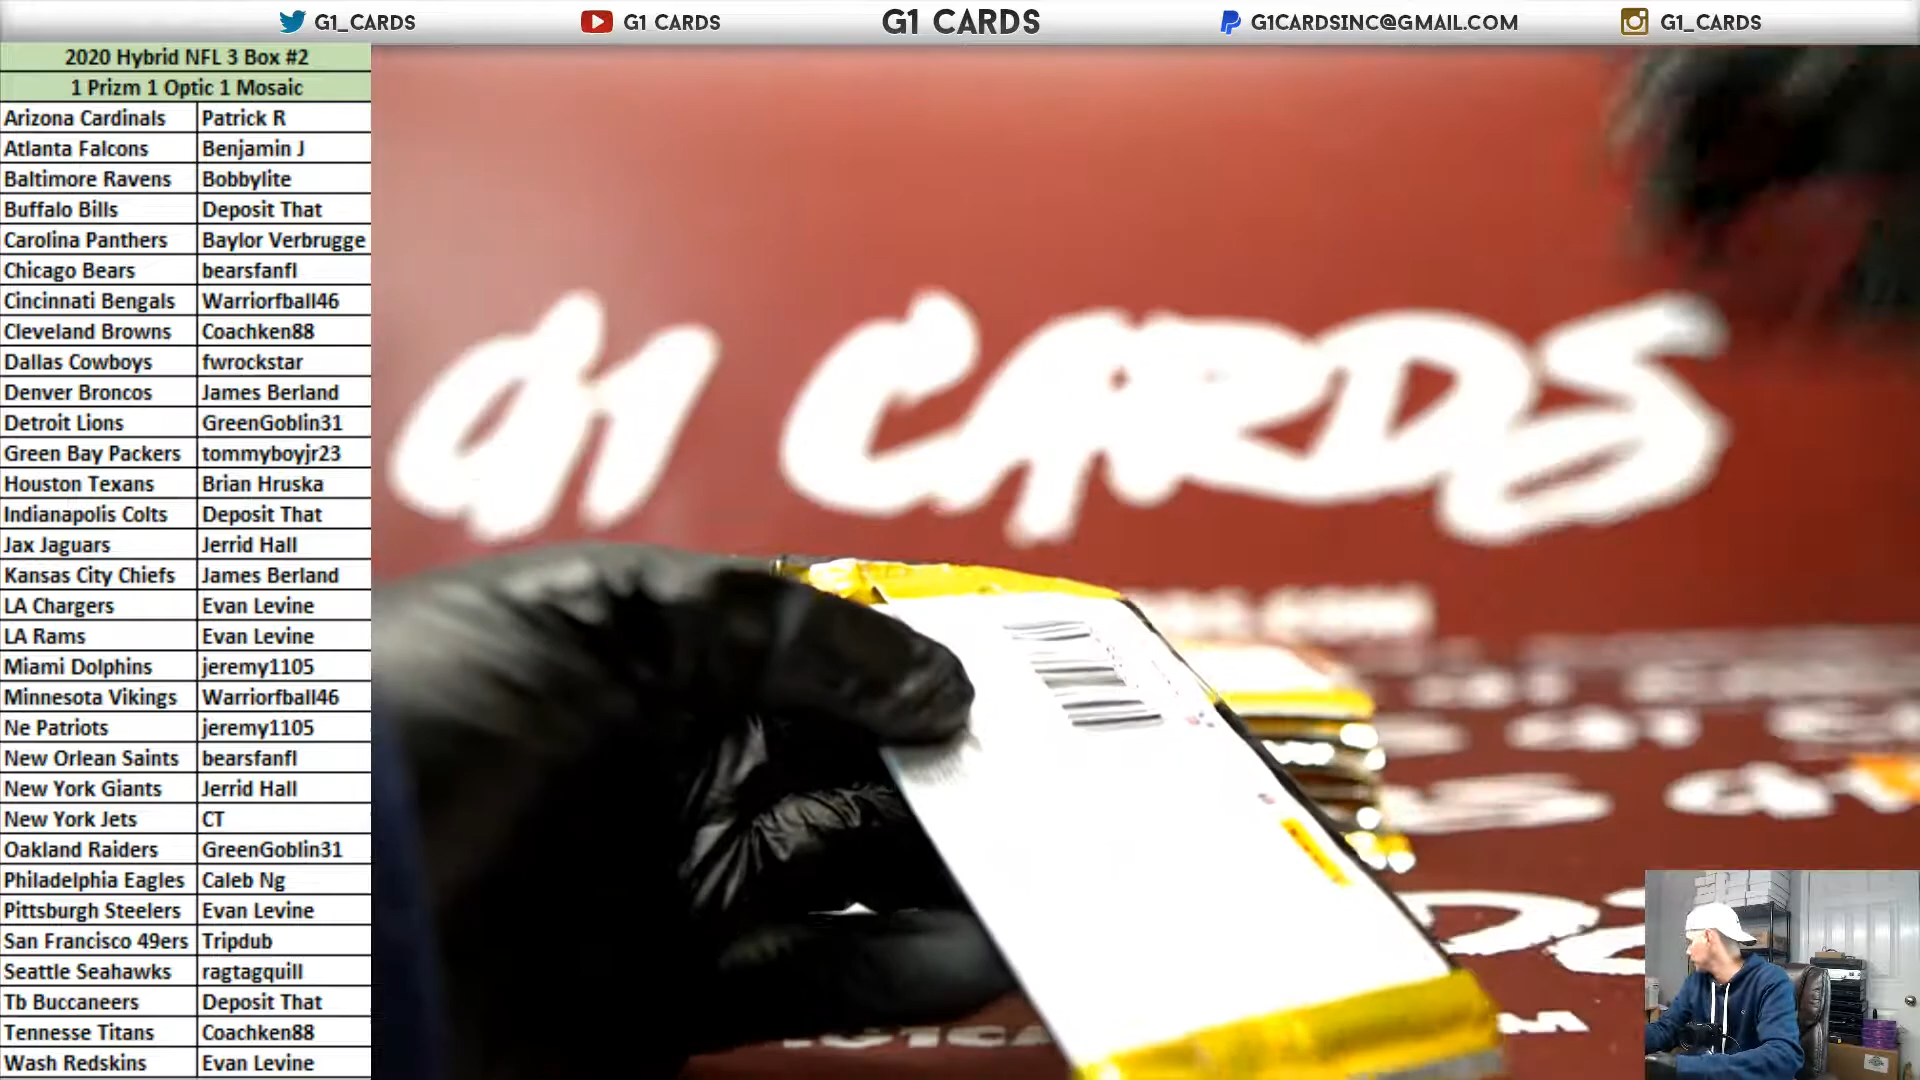 G1_CARDS
G1 CARDS
G1 CARDS
G1CARDSINC@GMAIL.COM
G1_CARDS
2020 Hybrid NFL 3 Box #2
1 Prizm 1 Optic 1 Mosaic
Arizona Cardinals Patrick R
Atlanta Falcons Benjamin J
Baltimore Ravens Bobbylite
Buffalo Bills Deposit That
Carolina Panthers Baylor Verbrugge
Chicago Bears bearsfanfl
Cincinnati Bengals Warriorfball46
Cleveland Browns Coachken88
Dallas Cowboys fwrockstar
Denver Broncos James Berland
Detroit Lions GreenGoblin31
Green Bay Packers tommyboyjr23
Houston Texans Brian Hruska
Indianapolis Colts Deposit That
Jax Jaguars Jerrid Hall
Kansas City Chiefs James Berland
LA Chargers Evan Levine
LA Rams Evan Levine
Miami Dolphins jeremy1105
Minnesota Vikings Warriorfball46
Ne Patriots jeremy1105
New Orlean Saints bearsfanfl
New York Giants Jerrid Hall
New York Jets CT
Oakland Raiders GreenGoblin31
Philadelphia Eagles Caleb Ng
Pittsburgh Steelers Evan Levine
San Francisco 49ers Tripdub
Seattle Seahawks ragtagquill
Tb Buccaneers Deposit That
Tennesse Titans Coachken88
Wash Redskins Evan Levine
G1 CARDS